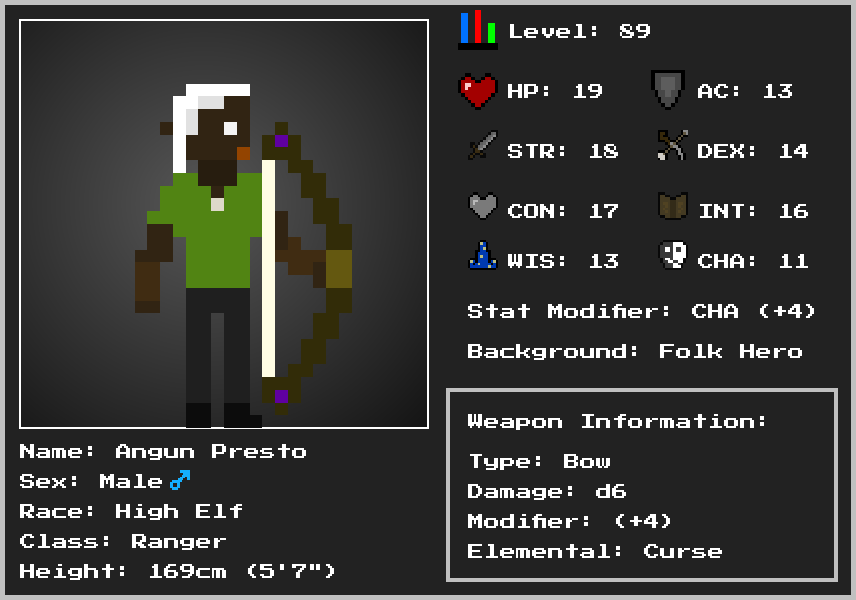 Level: 89
HP: 19
AC: 13
STR: 18
DEX: 14
CON: 17
INT: 16
WIS: 13
CHA: 11
Stat Modifier: CHA (+4)
Background: Folk Hero
Name: Angun Presto
Sex: Male ♂
Race: High Elf
Class: Ranger
Height: 169cm (5'7")
Weapon Information:
Type: Bow
Damage: d6
Modifier: (+4)
Elemental: Curse